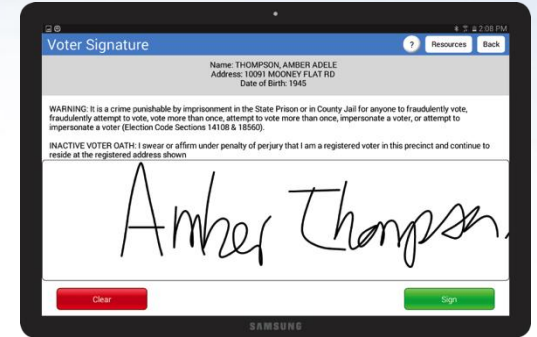 2:08 PM
Voter Signature ? Resources Back
Name: THOMPSON, AMBER ADELE
Address: 10091 MOONEY FLAT RD
Date of Birth: 1945
WARNING: It is a crime punishable by imprisonment in the State Prison or in County Jail for anyone to fraudulently vote,
fraudulently attempt to vote, vote more than once, attempt to vote more than once, impersonate a voter, or attempt to
impersonate a voter (Election Code Sections 14108 & 18560).
INACTIVE VOTER OATH: I swear or affirm under penalty of perjury that I am a registered voter in this precinct and continue to
reside at the registered address shown
Amber Thompson
Clear Sign
SAMSUNG